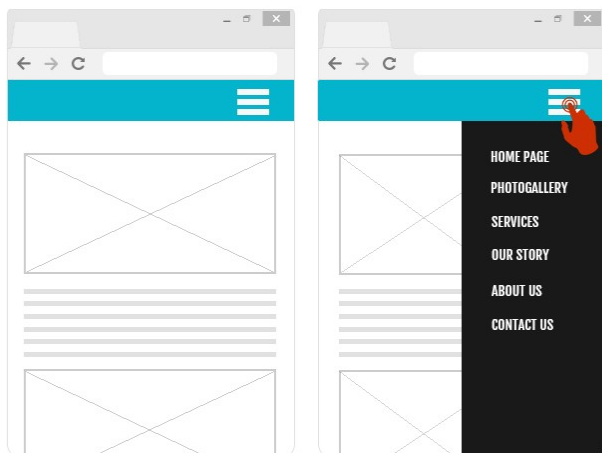 HOME PAGE
PHOTOGALLERY
SERVICES
OUR STORY
ABOUT US
CONTACT US